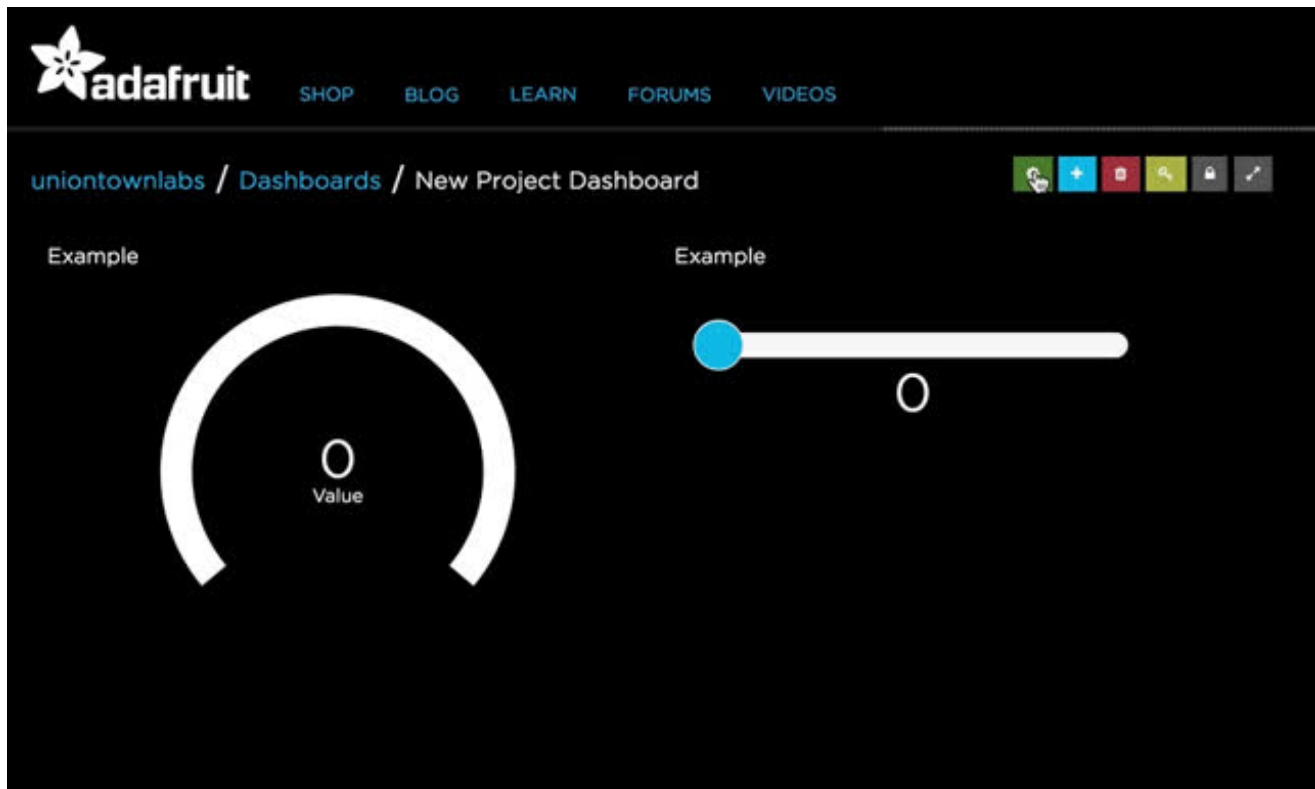 adafruit SHOP BLOG LEARN FORUMS VIDEOS
uniontownlabs / Dashboards / New Project Dashboard
Example
0
Value
Example
0